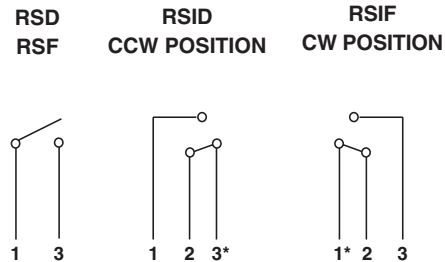 RSD
RSF
RSID
CCW POSITION
RSIF
CW POSITION
1 3
1 2 3*
1* 2 3